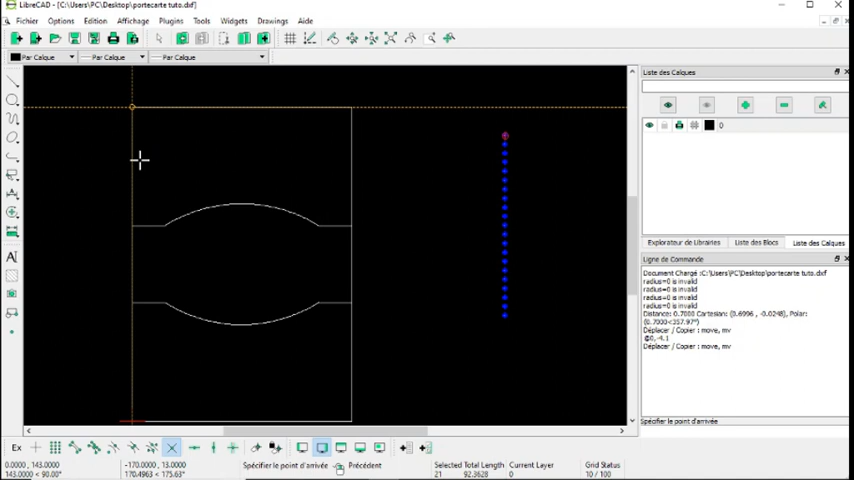 LibreCAD - [C:\Users\PC\Desktop\portecarte tuto.dxf]
Fichier Options Edition Affichage Plugins Tools Widgets Drawings Aide
Par Calque Par Calque Par Calque
Liste des Calques
0
Explorateur de Librairies Liste des Blocs Liste des Calques
Ligne de Commande
Document Chargé :C:\Users\PC\Desktop\portecarte tuto.dxf
radius=0 is invalid
radius=0 is invalid
radius=0 is invalid
Distance: 0.7000 Cartesian: (0.6996 , -0.0248), Polar:
(0.7000<357.97°)
Déplacer / Copier : move, mv
@0,-4.1
Déplacer / Copier : move, mv
Spécifier le point d'arrivée
Ex
0.0000 , 143.0000 -170.0000 , 13.0000 Spécifier le point d'arrivée Précédent Selected Total Length Current Layer Grid Status
143.0000 < 90.00° 170.4963 < 175.63° 21 92.3628 0 10 / 100